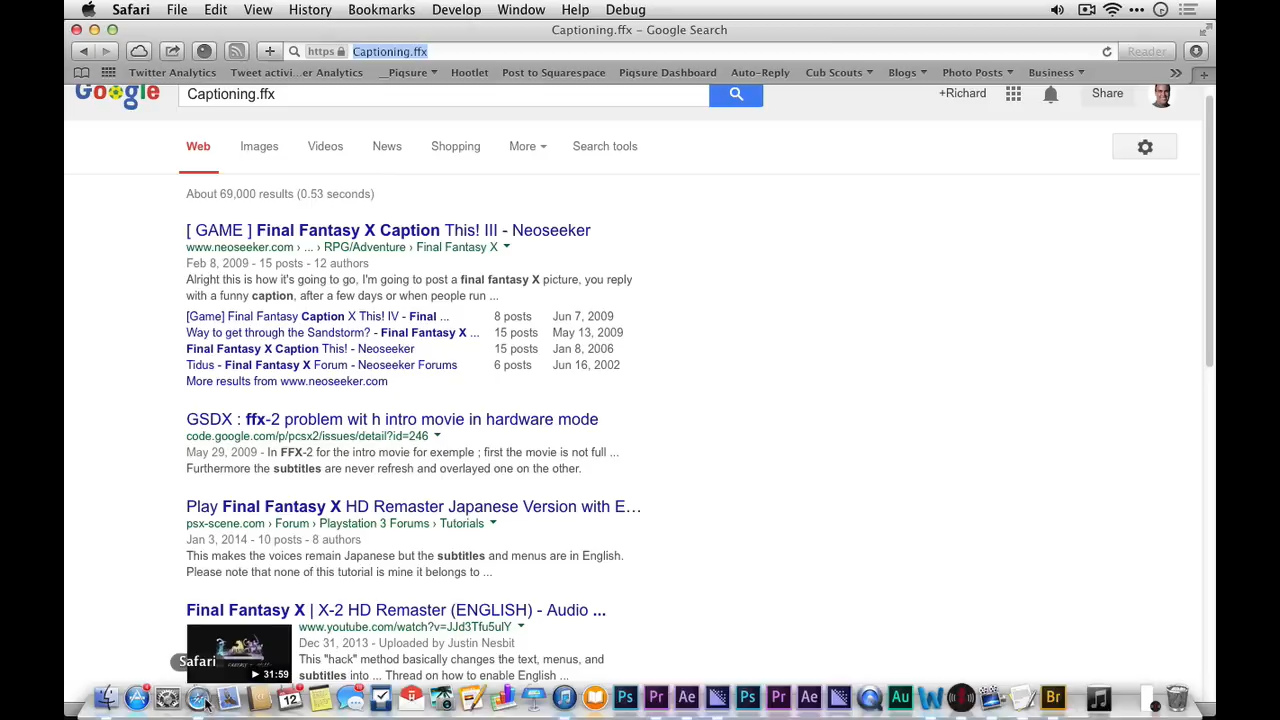 Safari File Edit View History Bookmarks Develop Window Help Debug
Captioning.ffx – Google Search
https Captioning.ffx Reader
Twitter Analytics Tweet activi...er Analytics __Piqsure Hootlet Post to Squarespace Piqsure Dashboard Auto-Reply Cub Scouts Blogs Photo Posts Business
Google Captioning.ffx +Richard Share
Web Images Videos News Shopping More Search tools
About 69,000 results (0.53 seconds)
[ GAME ] Final Fantasy X Caption This! III - Neoseeker
www.neoseeker.com › ... › RPG/Adventure › Final Fantasy X
Feb 8, 2009 - 15 posts - 12 authors
Alright this is how it's going to go, I'm going to post a final fantasy X picture, you reply
with a funny caption, after a few days or when people run ...
[Game] Final Fantasy Caption X This! IV - Final ... 8 posts Jun 7, 2009
Way to get through the Sandstorm? - Final Fantasy X ... 15 posts May 13, 2009
Final Fantasy X Caption This! - Neoseeker 15 posts Jan 8, 2006
Tidus - Final Fantasy X Forum - Neoseeker Forums 6 posts Jun 16, 2002
More results from www.neoseeker.com
GSDX : ffx-2 problem wit h intro movie in hardware mode
code.google.com/p/pcsx2/issues/detail?id=246
May 29, 2009 - In FFX-2 for the intro movie for exemple ; first the movie is not full ...
Furthermore the subtitles are never refresh and overlayed one on the other.
Play Final Fantasy X HD Remaster Japanese Version with E...
psx-scene.com › Forum › Playstation 3 Forums › Tutorials
Jan 3, 2014 - 10 posts - 8 authors
This makes the voices remain Japanese but the subtitles and menus are in English.
Please note that none of this tutorial is mine it belongs to ...
Final Fantasy X | X-2 HD Remaster (ENGLISH) - Audio ...
www.youtube.com/watch?v=JJd3Tfu5ulY
Dec 31, 2013 - Uploaded by Justin Nesbit
This "hack" method basically changes the text, menus, and
subtitles into ... Thread on how to enable English ...
31:59
Safari
12 Ps Pr Ae Ps Pr Ae Au W Br